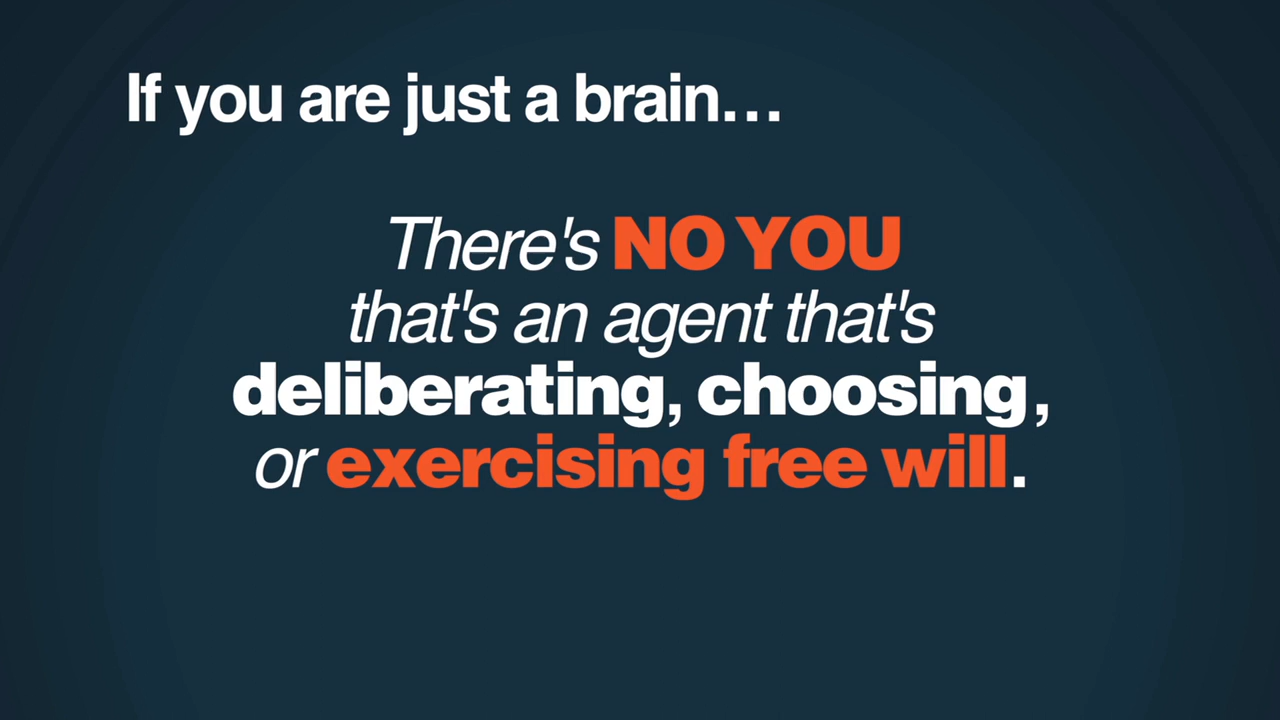 If you are just a brain…
There's NO YOU
that's an agent that's
deliberating, choosing,
or exercising free will.